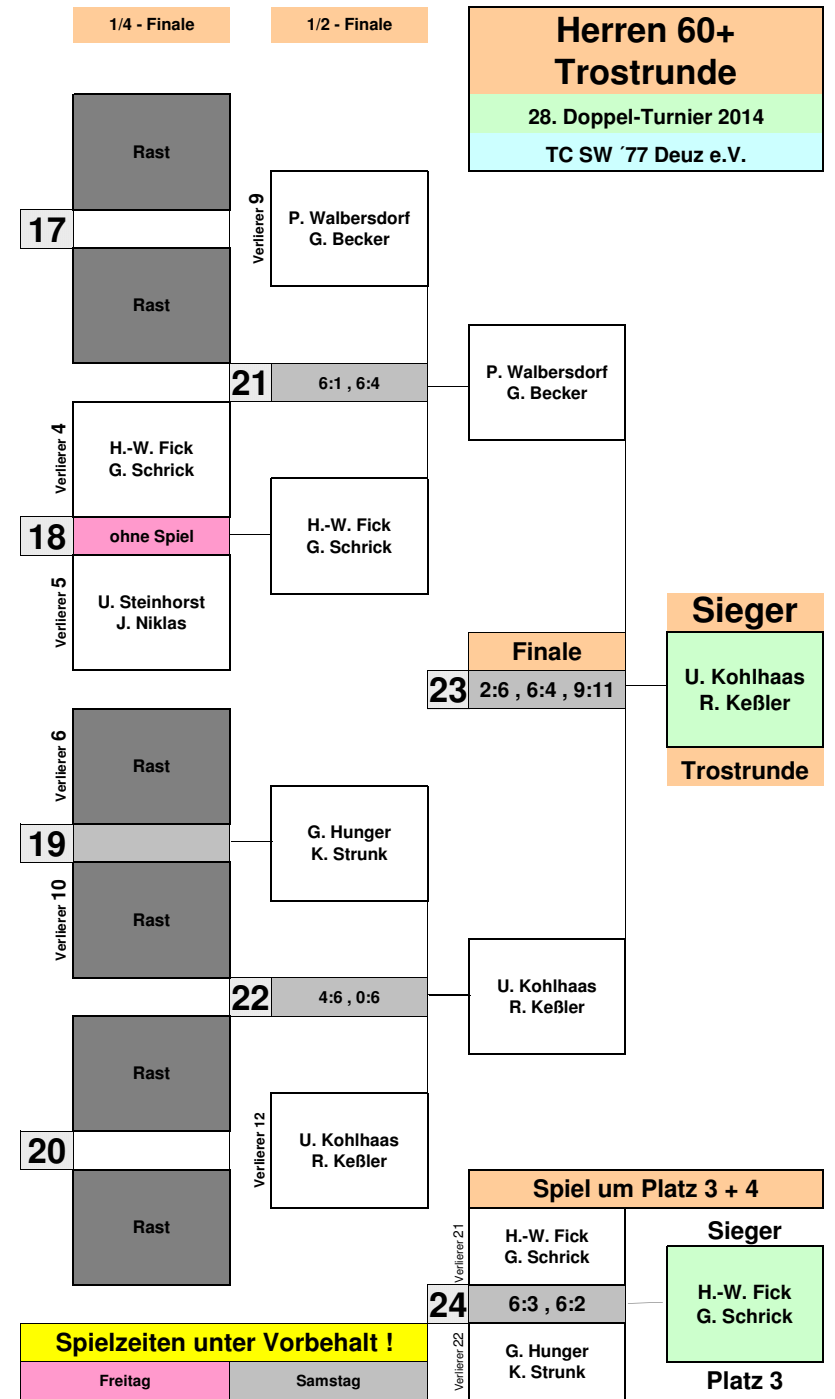 1/4 - Finale
1/2 - Finale
Herren 60+
Trostrunde
28. Doppel-Turnier 2014
TC SW ´77 Deuz e.V.
Rast
17
Rast
Verlierer 9
P. Walbersdorf
G. Becker
21
6:1 , 6:4
P. Walbersdorf
G. Becker
Verlierer 4
H.-W. Fick
G. Schrick
18
ohne Spiel
H.-W. Fick
G. Schrick
Verlierer 5
U. Steinhorst
J. Niklas
Finale
23
2:6 , 6:4 , 9:11
Sieger
U. Kohlhaas
R. Keßler
Trostrunde
Verlierer 6
Rast
19
G. Hunger
K. Strunk
Verlierer 10
Rast
22
4:6 , 0:6
U. Kohlhaas
R. Keßler
Rast
20
Verlierer 12
U. Kohlhaas
R. Keßler
Rast
Spiel um Platz 3 + 4
Verlierer 21
H.-W. Fick
G. Schrick
Sieger
24
6:3 , 6:2
H.-W. Fick
G. Schrick
Verlierer 22
G. Hunger
K. Strunk
Platz 3
Spielzeiten unter Vorbehalt !
Freitag
Samstag